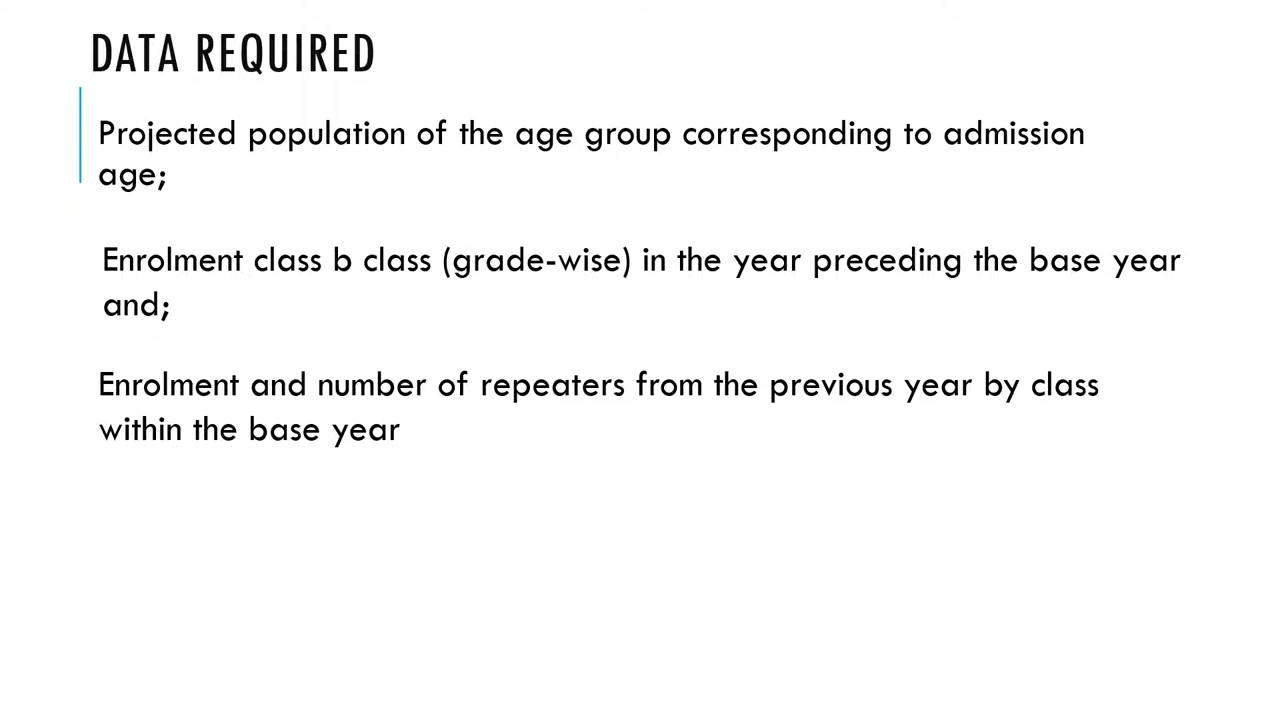 DATA REQUIRED
Projected population of the age group corresponding to admission
age;
Enrolment class b class (grade-wise) in the year preceding the base year
and;
Enrolment and number of repeaters from the previous year by class
within the base year